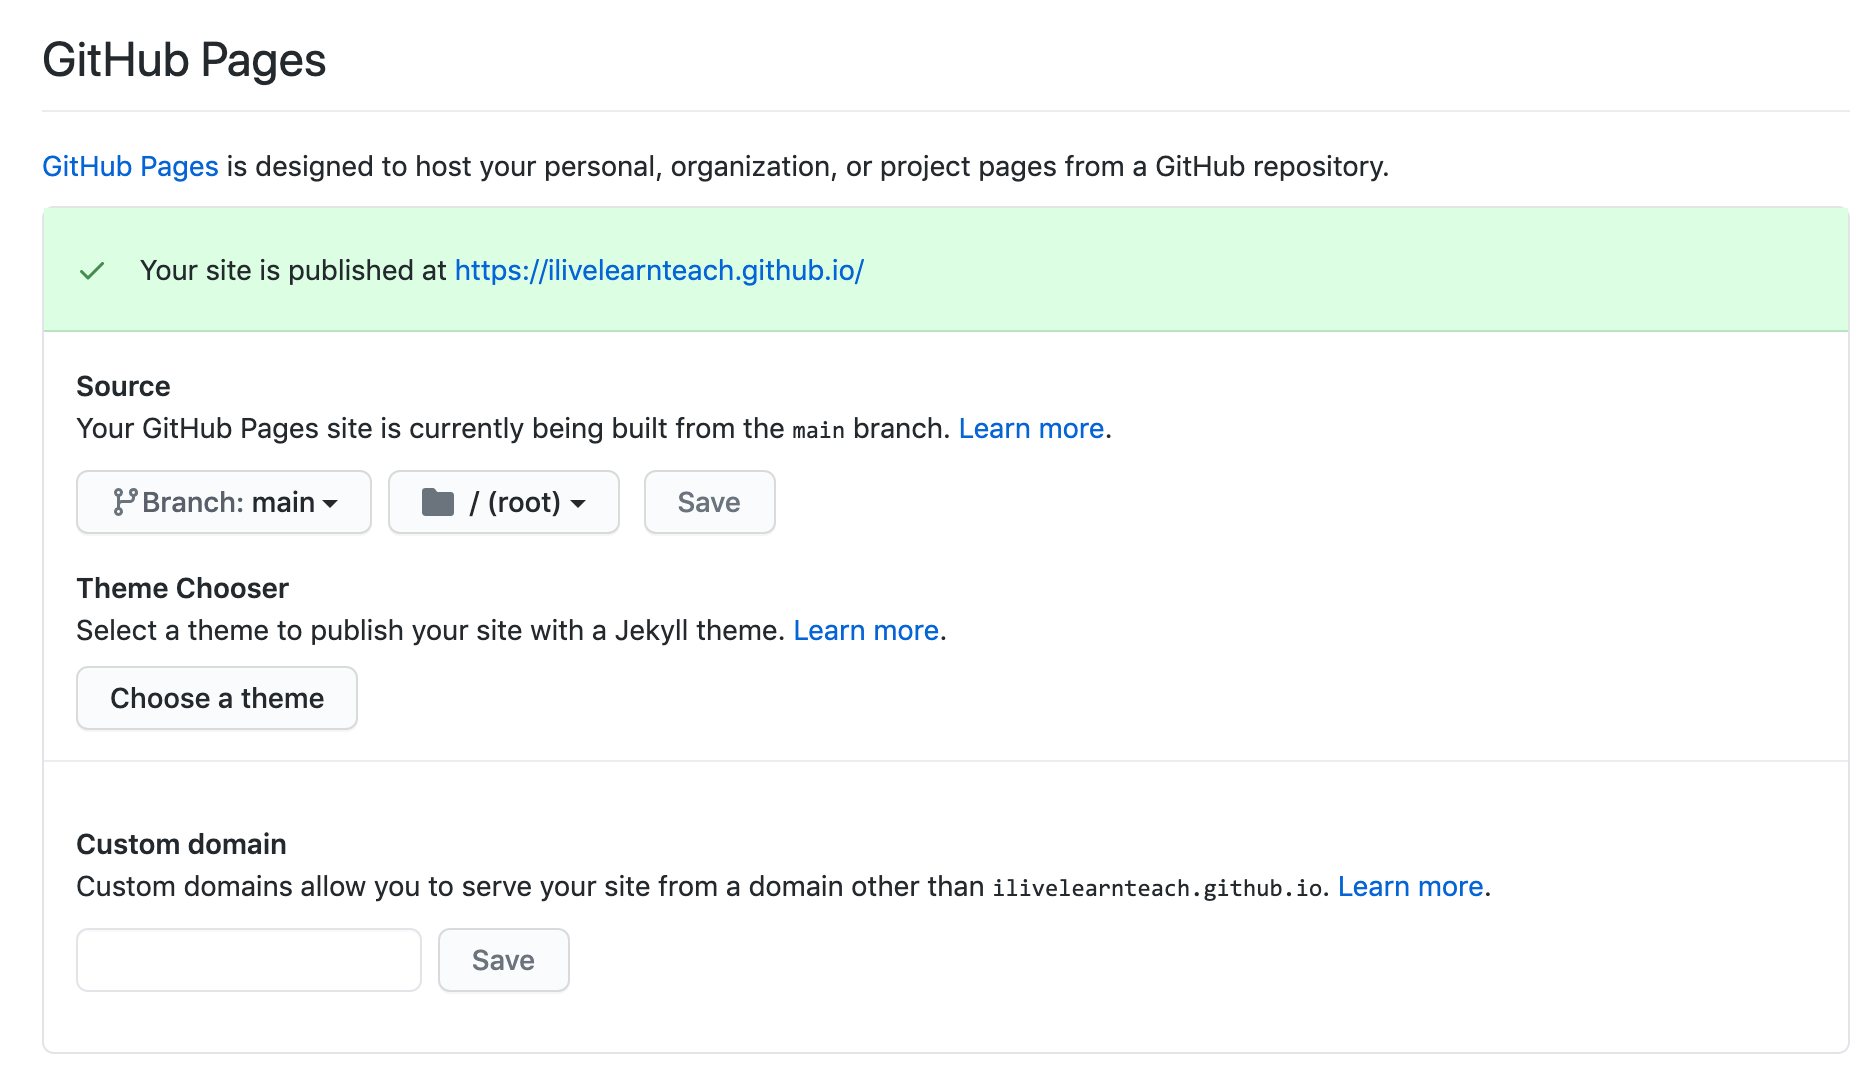 GitHub Pages
GitHub Pages is designed to host your personal, organization, or project pages from a GitHub repository.
Your site is published at https://ilivelearnteach.github.io/
Source
Your GitHub Pages site is currently being built from the main branch. Learn more.
Branch: main / (root) Save
Theme Chooser
Select a theme to publish your site with a Jekyll theme. Learn more.
Choose a theme
Custom domain
Custom domains allow you to serve your site from a domain other than ilivelearnteach.github.io. Learn more.
Save